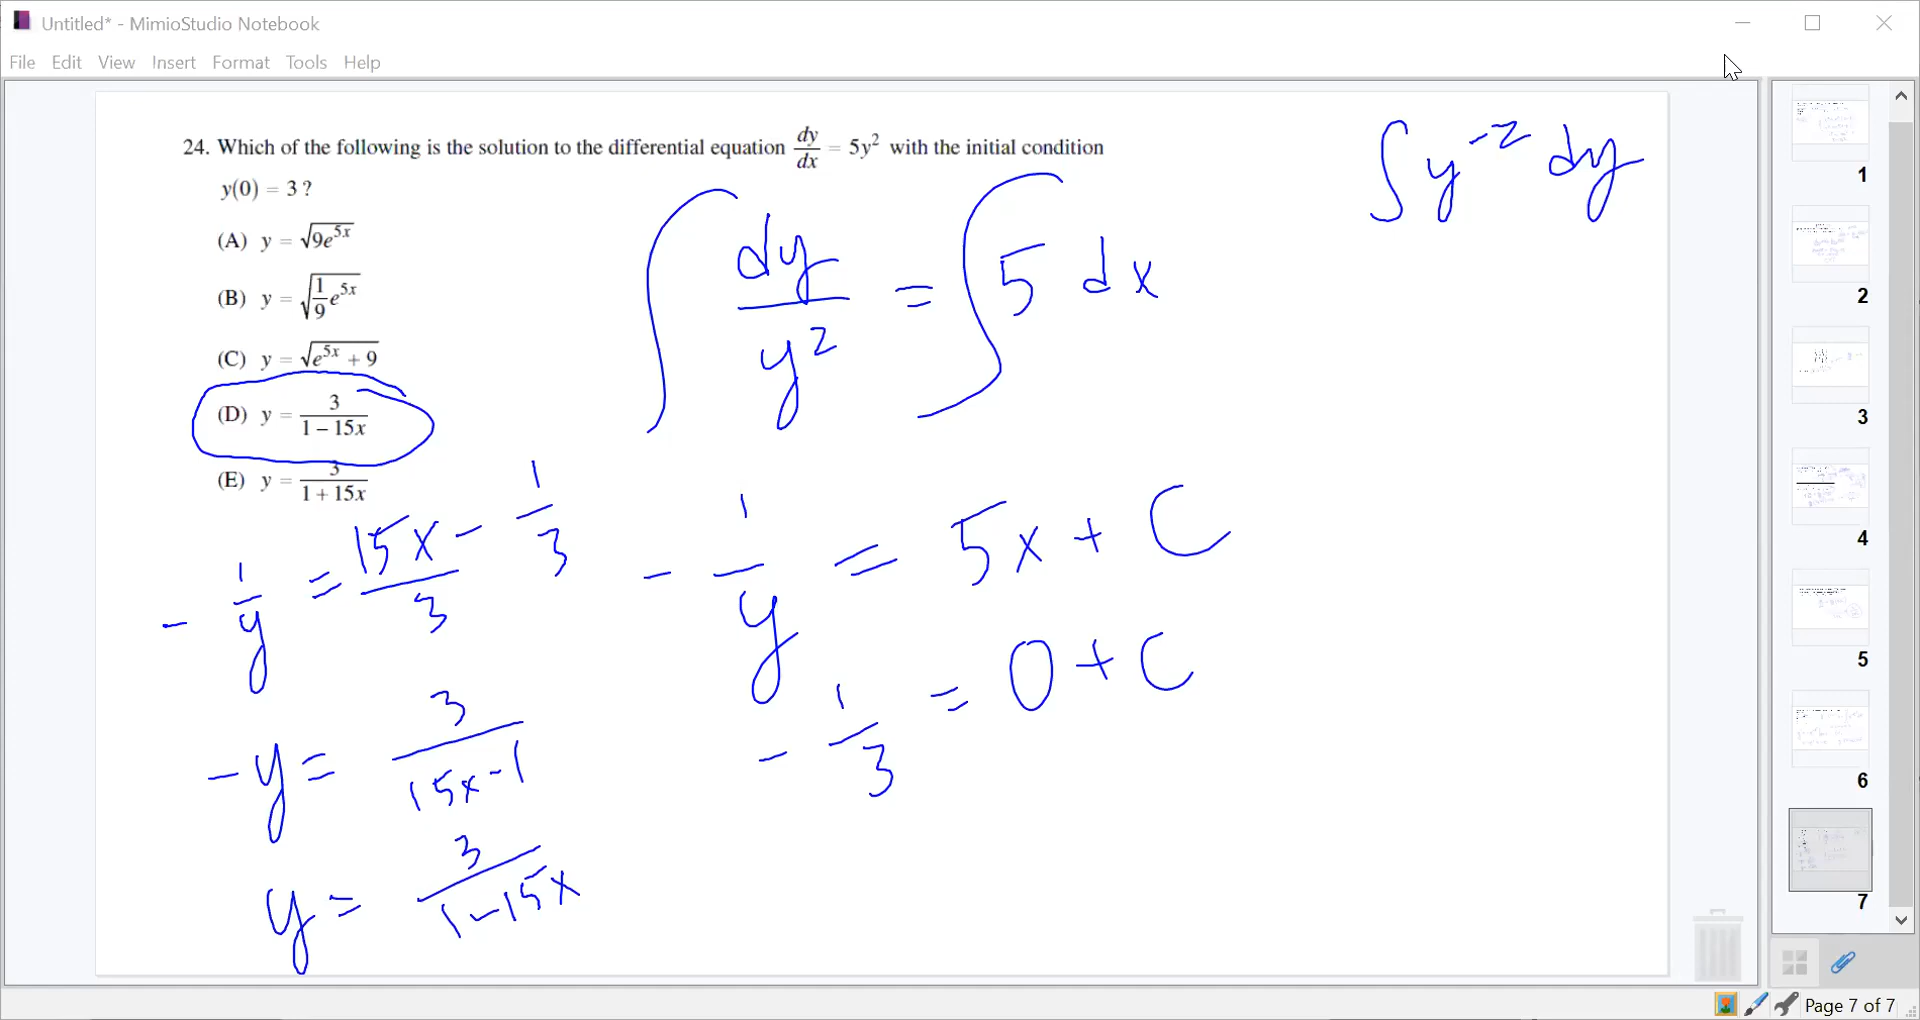 Untitled* - MimioStudio Notebook
File Edit View Insert Format Tools Help
24. Which of the following is the solution to the differential equation dy/dx = 5y² with the initial condition
y(0) = 3 ?
(A) y = √(9e^(5x))
(B) y = √(1/9 e^(5x))
(C) y = √(e^(5x) + 9)
(D) y = 3/(1 – 15x)
(E) y = 3/(1 + 15x)
∫ y⁻² dy
∫ dy/y² = ∫ 5 dx
- 1/y = 5x + C
- 1/3 = 0 + C
- 1/y = 15x/3 - 1/3
- y = 3/(15x - 1)
y = 3/(1 - 15x)
1
2
3
4
5
6
7
Page 7 of 7